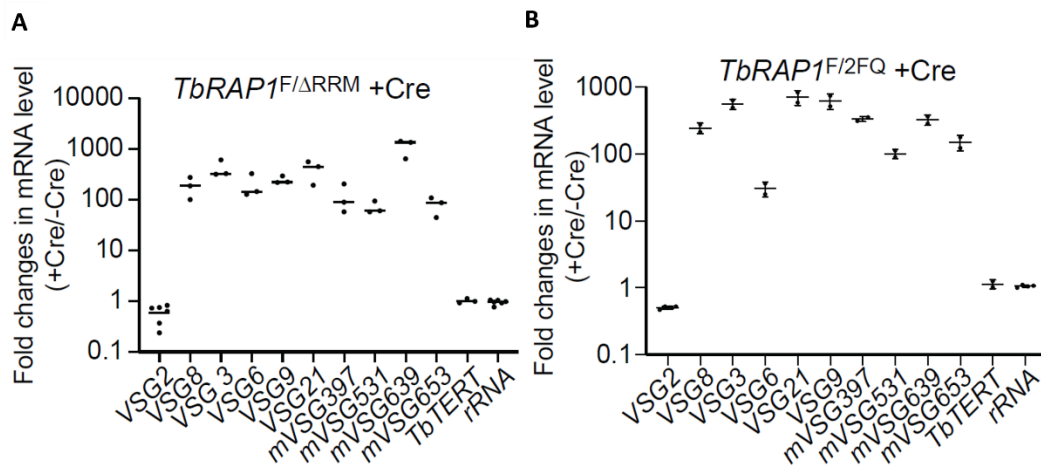 A
TbRAP1F/ΔRRM +Cre
Fold changes in mRNA level
(+Cre/-Cre)
10000
1000
100
10
1
0.1
VSG2
VSG8
VSG 3
VSG6
VSG9
VSG21
mVSG397
mVSG531
mVSG639
mVSG653
TbTERT
rRNA
B
TbRAP1F/2FQ +Cre
Fold changes in mRNA level
(+Cre/-Cre)
1000
100
10
1
0.1
VSG2
VSG8
VSG3
VSG6
VSG21
VSG9
mVSG397
mVSG531
mVSG639
mVSG653
TbTERT
rRNA